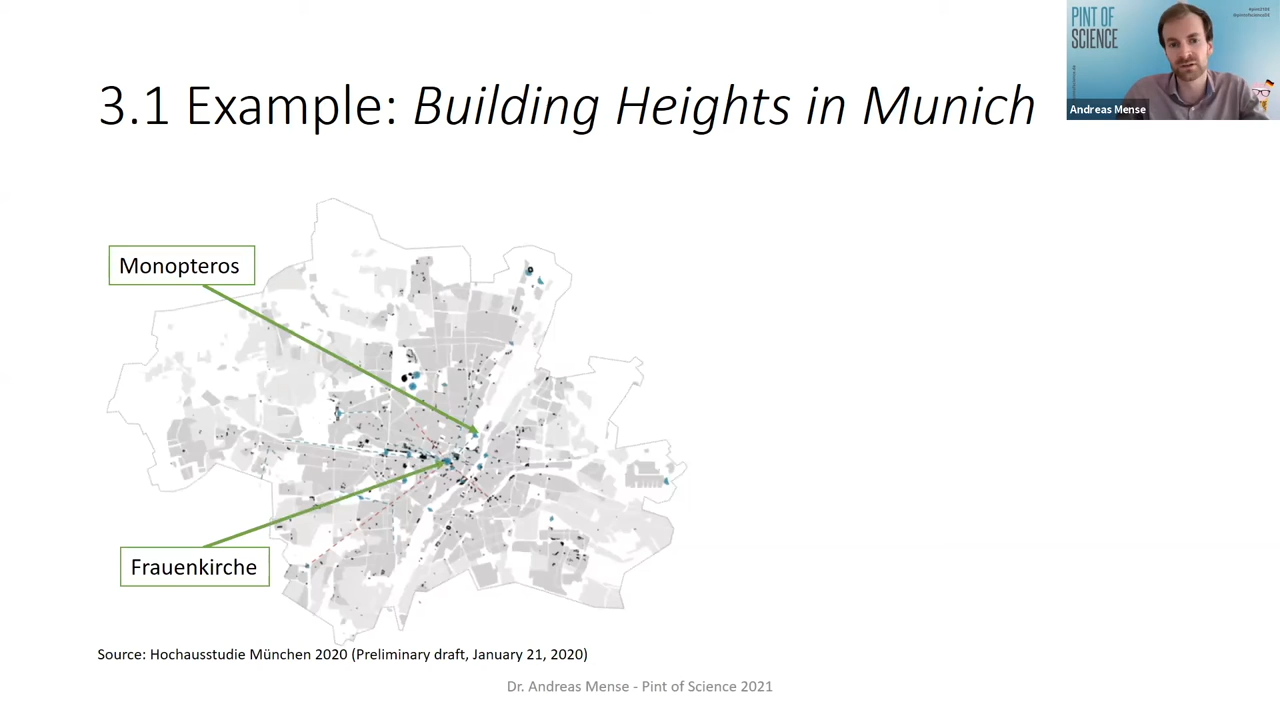 PINT OF
SCIENCE
Andreas Mense
3.1 Example: Building Heights in Munich
Monopteros
Frauenkirche
Source: Hochausstudie München 2020 (Preliminary draft, January 21, 2020)
Dr. Andreas Mense - Pint of Science 2021